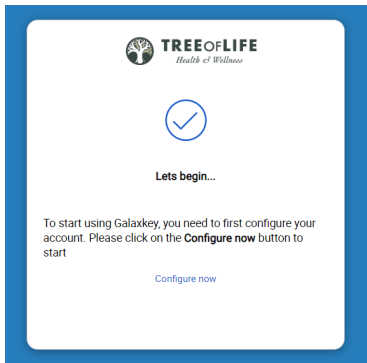 TREEOFLIFE
Health & Wellness
Lets begin...
To start using Galaxkey, you need to first configure your
account. Please click on the Configure now button to
start
Configure now